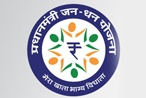 प्रधानमंत्री जन-धन योजना
₹
मेरा खाता भाग्य विधाता